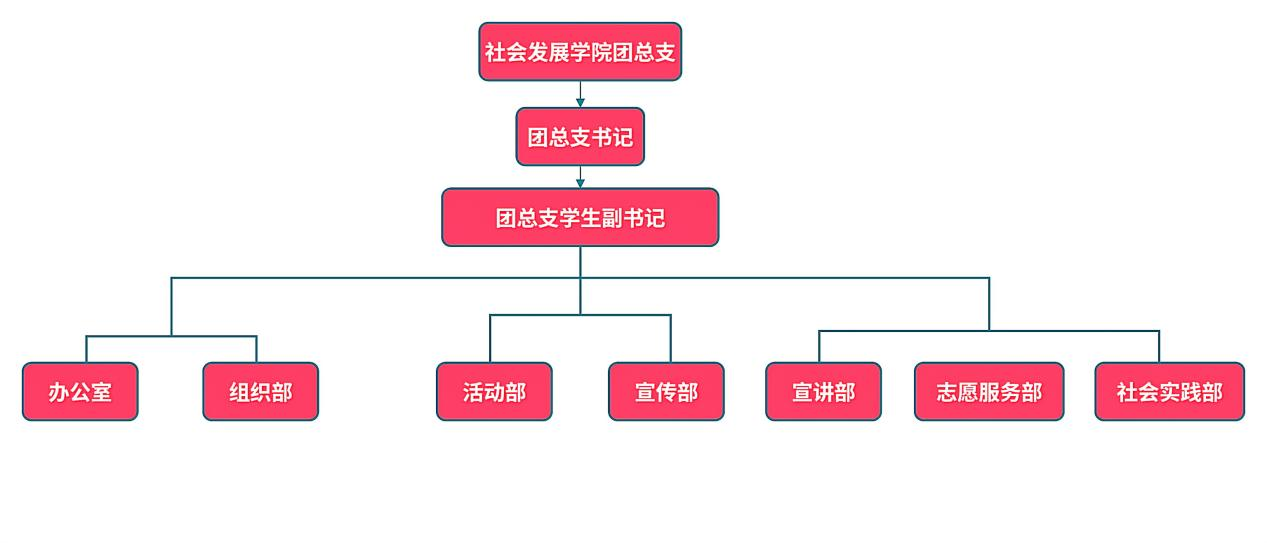 社会发展学院团总支
团总支书记
团总支学生副书记
办公室
组织部
活动部
宣传部
宣讲部
志愿服务部
社会实践部